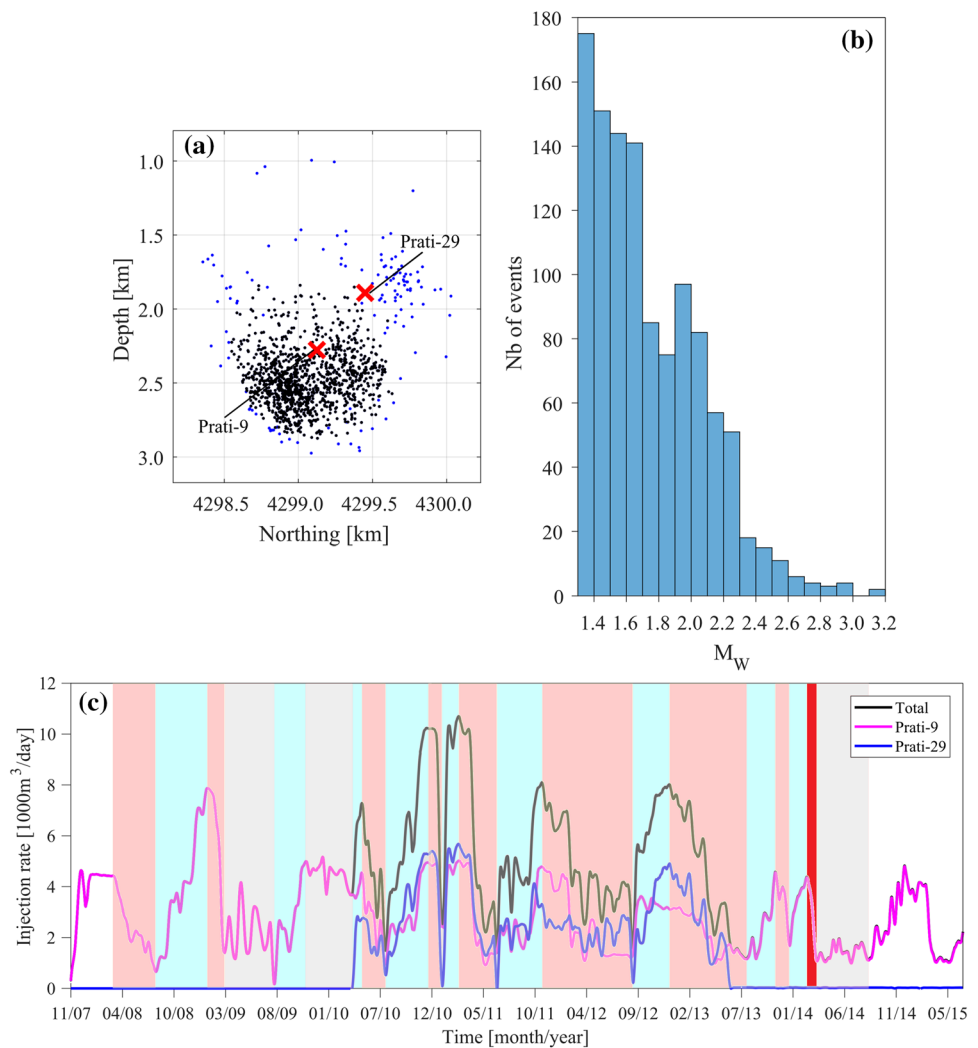 (a)
1.0
1.5
2.0
2.5
3.0
Depth [km]
Prati-29
Prati-9
4298.5 4299.0 4299.5 4300.0
Northing [km]
(b)
180
160
140
120
100
80
60
40
20
0
Nb of events
1.4 1.6 1.8 2.0 2.2 2.4 2.6 2.8 3.0 3.2
MW
(c)
12
10
8
6
4
2
0
Injection rate [1000m³/day]
Total
Prati-9
Prati-29
11/07 04/08 10/08 03/09 08/09 01/10 07/10 12/10 05/11 10/11 04/12 09/12 02/13 07/13 01/14 06/14 11/14 05/15
Time [month/year]